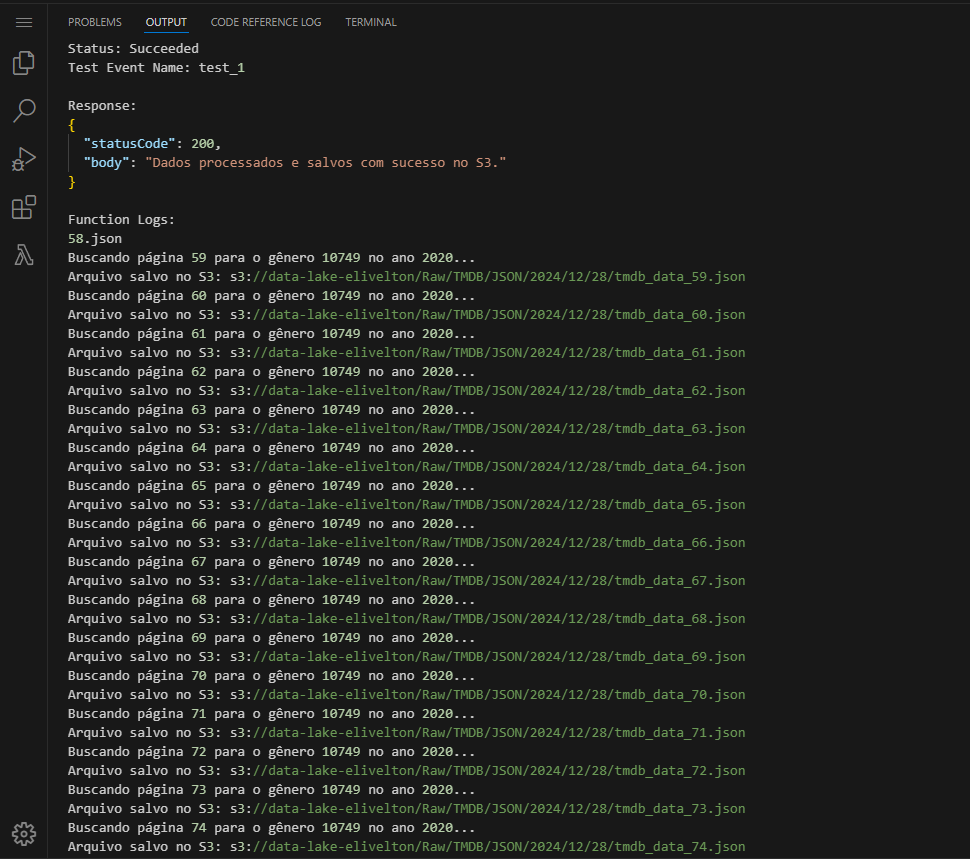 PROBLEMS OUTPUT CODE REFERENCE LOG TERMINAL
Status: Succeeded
Test Event Name: test_1
Response:
{
"statusCode": 200,
"body": "Dados processados e salvos com sucesso no S3."
}
Function Logs:
58.json
Buscando página 59 para o gênero 10749 no ano 2020...
Arquivo salvo no S3: s3://data-lake-elivelton/Raw/TMDB/JSON/2024/12/28/tmdb_data_59.json
Buscando página 60 para o gênero 10749 no ano 2020...
Arquivo salvo no S3: s3://data-lake-elivelton/Raw/TMDB/JSON/2024/12/28/tmdb_data_60.json
Buscando página 61 para o gênero 10749 no ano 2020...
Arquivo salvo no S3: s3://data-lake-elivelton/Raw/TMDB/JSON/2024/12/28/tmdb_data_61.json
Buscando página 62 para o gênero 10749 no ano 2020...
Arquivo salvo no S3: s3://data-lake-elivelton/Raw/TMDB/JSON/2024/12/28/tmdb_data_62.json
Buscando página 63 para o gênero 10749 no ano 2020...
Arquivo salvo no S3: s3://data-lake-elivelton/Raw/TMDB/JSON/2024/12/28/tmdb_data_63.json
Buscando página 64 para o gênero 10749 no ano 2020...
Arquivo salvo no S3: s3://data-lake-elivelton/Raw/TMDB/JSON/2024/12/28/tmdb_data_64.json
Buscando página 65 para o gênero 10749 no ano 2020...
Arquivo salvo no S3: s3://data-lake-elivelton/Raw/TMDB/JSON/2024/12/28/tmdb_data_65.json
Buscando página 66 para o gênero 10749 no ano 2020...
Arquivo salvo no S3: s3://data-lake-elivelton/Raw/TMDB/JSON/2024/12/28/tmdb_data_66.json
Buscando página 67 para o gênero 10749 no ano 2020...
Arquivo salvo no S3: s3://data-lake-elivelton/Raw/TMDB/JSON/2024/12/28/tmdb_data_67.json
Buscando página 68 para o gênero 10749 no ano 2020...
Arquivo salvo no S3: s3://data-lake-elivelton/Raw/TMDB/JSON/2024/12/28/tmdb_data_68.json
Buscando página 69 para o gênero 10749 no ano 2020...
Arquivo salvo no S3: s3://data-lake-elivelton/Raw/TMDB/JSON/2024/12/28/tmdb_data_69.json
Buscando página 70 para o gênero 10749 no ano 2020...
Arquivo salvo no S3: s3://data-lake-elivelton/Raw/TMDB/JSON/2024/12/28/tmdb_data_70.json
Buscando página 71 para o gênero 10749 no ano 2020...
Arquivo salvo no S3: s3://data-lake-elivelton/Raw/TMDB/JSON/2024/12/28/tmdb_data_71.json
Buscando página 72 para o gênero 10749 no ano 2020...
Arquivo salvo no S3: s3://data-lake-elivelton/Raw/TMDB/JSON/2024/12/28/tmdb_data_72.json
Buscando página 73 para o gênero 10749 no ano 2020...
Arquivo salvo no S3: s3://data-lake-elivelton/Raw/TMDB/JSON/2024/12/28/tmdb_data_73.json
Buscando página 74 para o gênero 10749 no ano 2020...
Arquivo salvo no S3: s3://data-lake-elivelton/Raw/TMDB/JSON/2024/12/28/tmdb_data_74.json